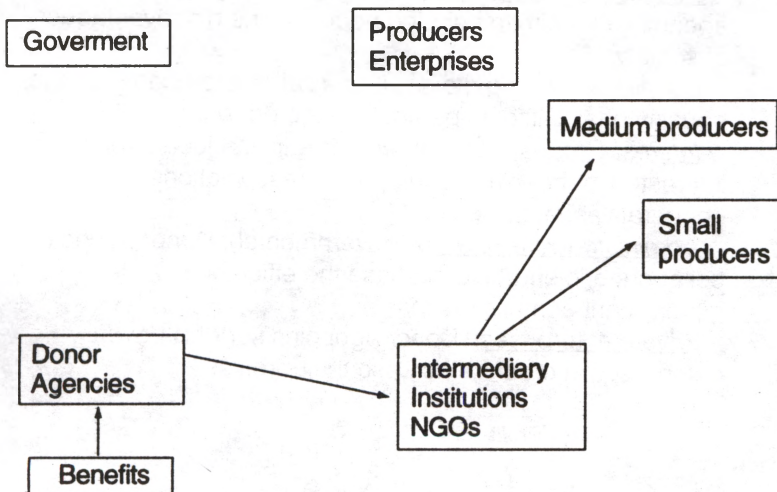 Goverment
Producers
Enterprises
Medium producers
Small
producers
Donor
Agencies
Intermediary
Institutions
NGOs
Benefits